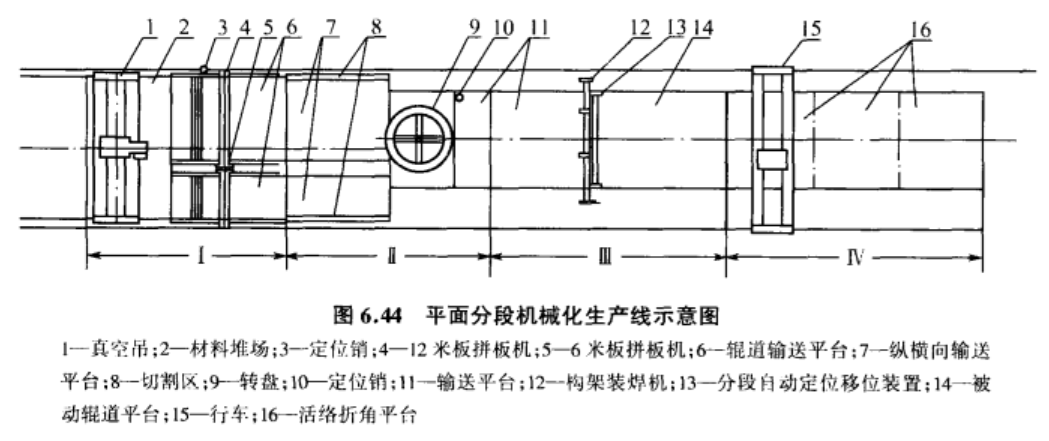 1 2 3 4 5 6 7 8 9 10 11 12 13 14 15 16
Ⅰ Ⅱ Ⅲ Ⅳ
图 6.44 平面分段机械化生产线示意图
1—真空吊;2—材料堆场;3—定位销;4—12 米板拼板机;5—6 米板拼板机;6—辊道输送平台;7—纵横向输送
平台;8—切割区;9—转盘;10—定位销;11—输送平台;12—构架装焊机;13—分段自动定位移位装置;14—被
动辊道平台;15—行车;16—活络折角平台